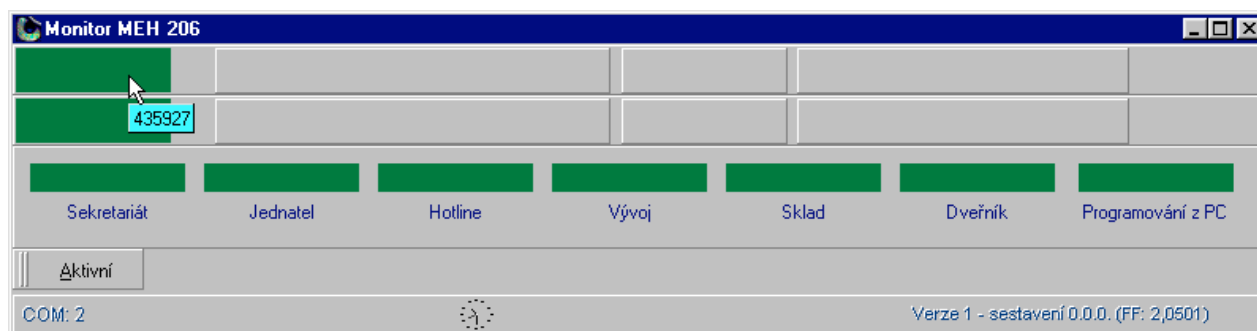 Monitor MEH 206
435927
Sekretariát Jednatel Hotline Vývoj Sklad Dveřník Programování z PC
Aktivní
COM: 2 Verze 1 - sestavení 0.0.0. (FF: 2,0501)